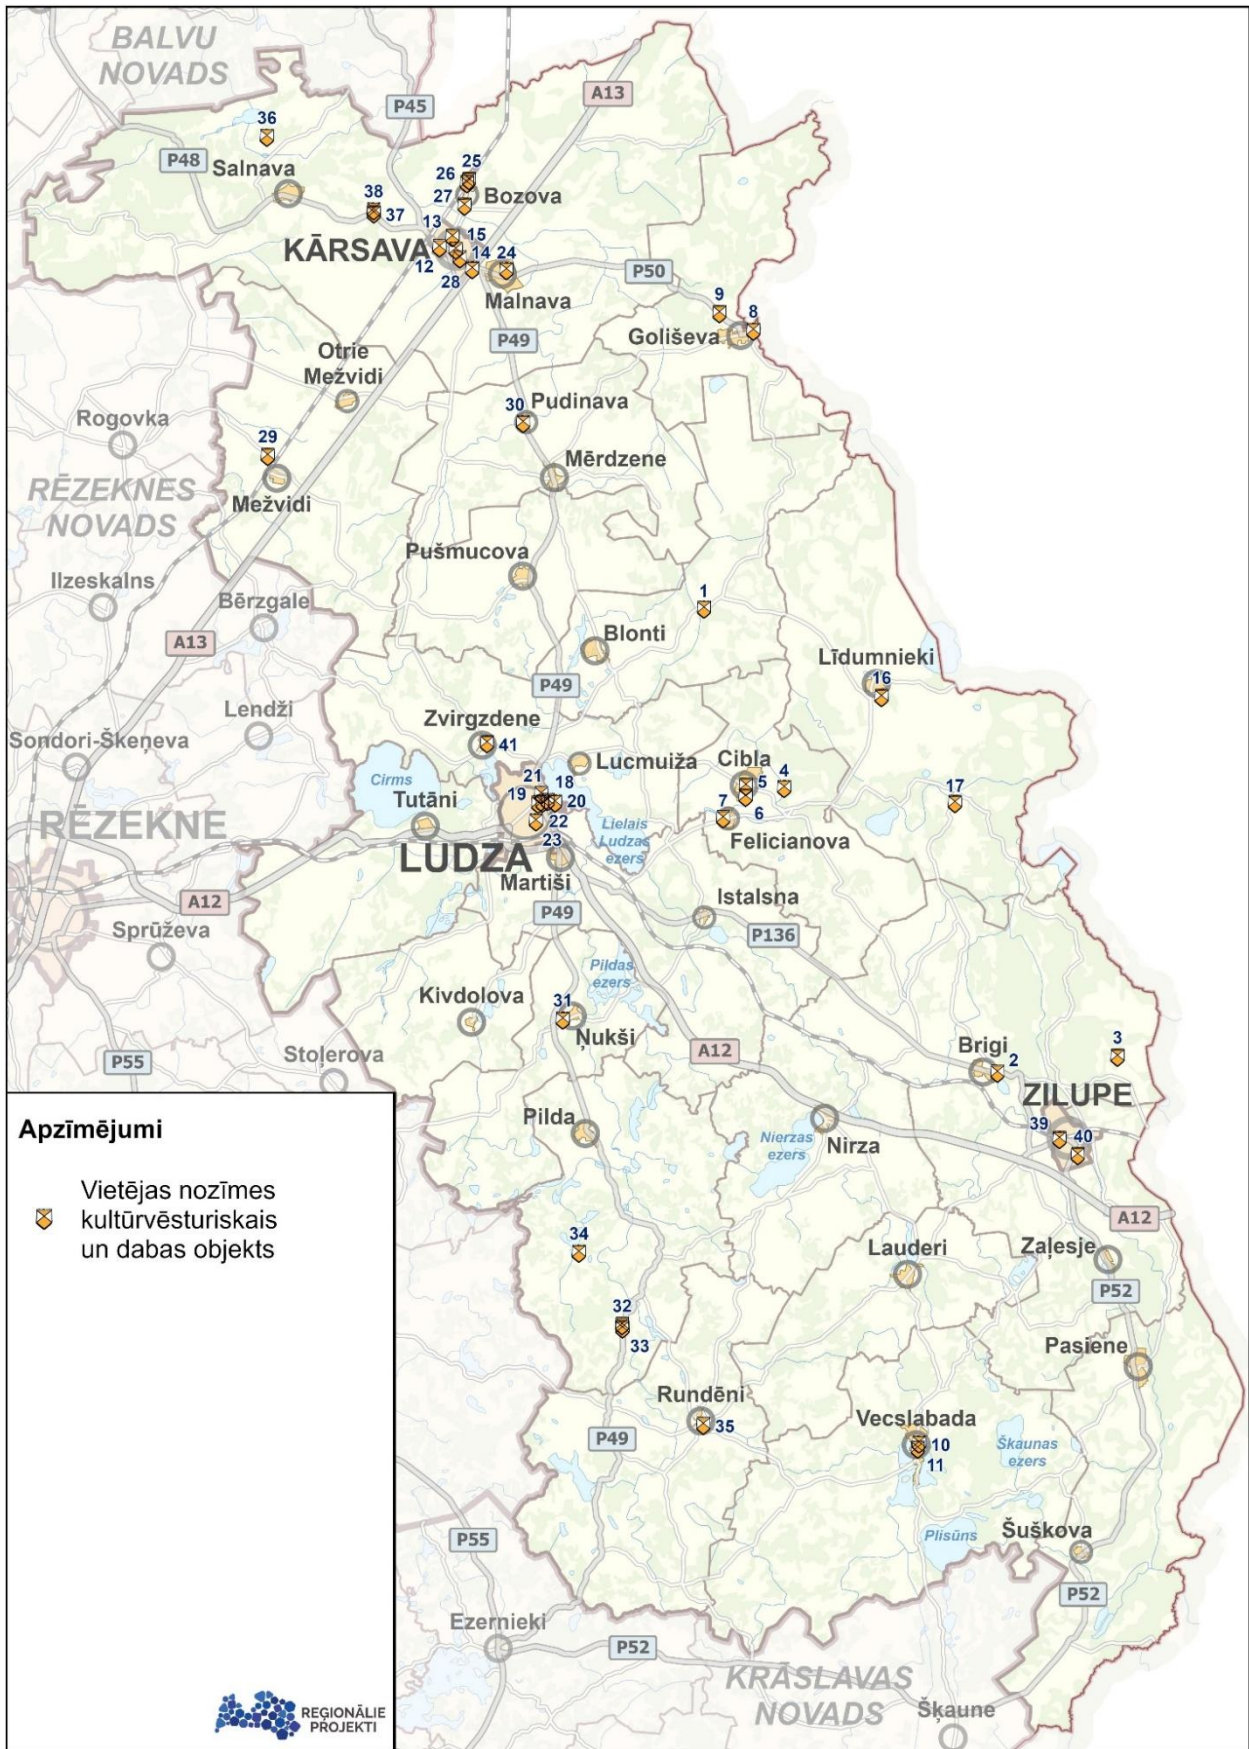 BALVU
NOVADS
A13
P45
36
P48
Salnava
25
26
27
Bozova
38
37
13
15
KĀRSAVA
14
24
12
28
Malnava
P50
9
8
Goliševa
P49
Otrie
Mežvidi
30
Pudinava
Rogovka
29
Mērdzene
RĒZEKNES
NOVADS
Mežvidi
Pušmucova
Ilzeskalns
Bērzgale
1
A13
Blonti
Līdumnieki
16
P49
Lendži
Zvirgzdene
41
Sondori-Škeņeva
Lucmuiža
Cirms
21
18
Cibla
4
5
17
19
20
Tutāni
7
6
RĒZEKNE
22
Lielais
Ludzas
ezers
Felicianova
23
LUDZA
Martiši
A12
P49
Istalsna
P136
Sprūževa
Pildas
ezers
Kivdolova
31
Ņukši
P55
Stoļerova
A12
Brigi
2
3
ZILUPE
Apzīmējumi
Pilda
39
40
Nierzas
ezers
Nirza
Vietējas nozīmes
kultūrvēsturiskais
un dabas objekts
34
A12
Lauderi
Zaļesje
P52
32
33
Pasiene
Rundēni
35
Vecslabada
P49
10
11
Škaunas
ezers
Plisūns
Šuškova
P55
P52
Ezernieki
P52
KRĀSLAVAS
NOVADS
Šķaune
REĢIONĀLIE
PROJEKTI